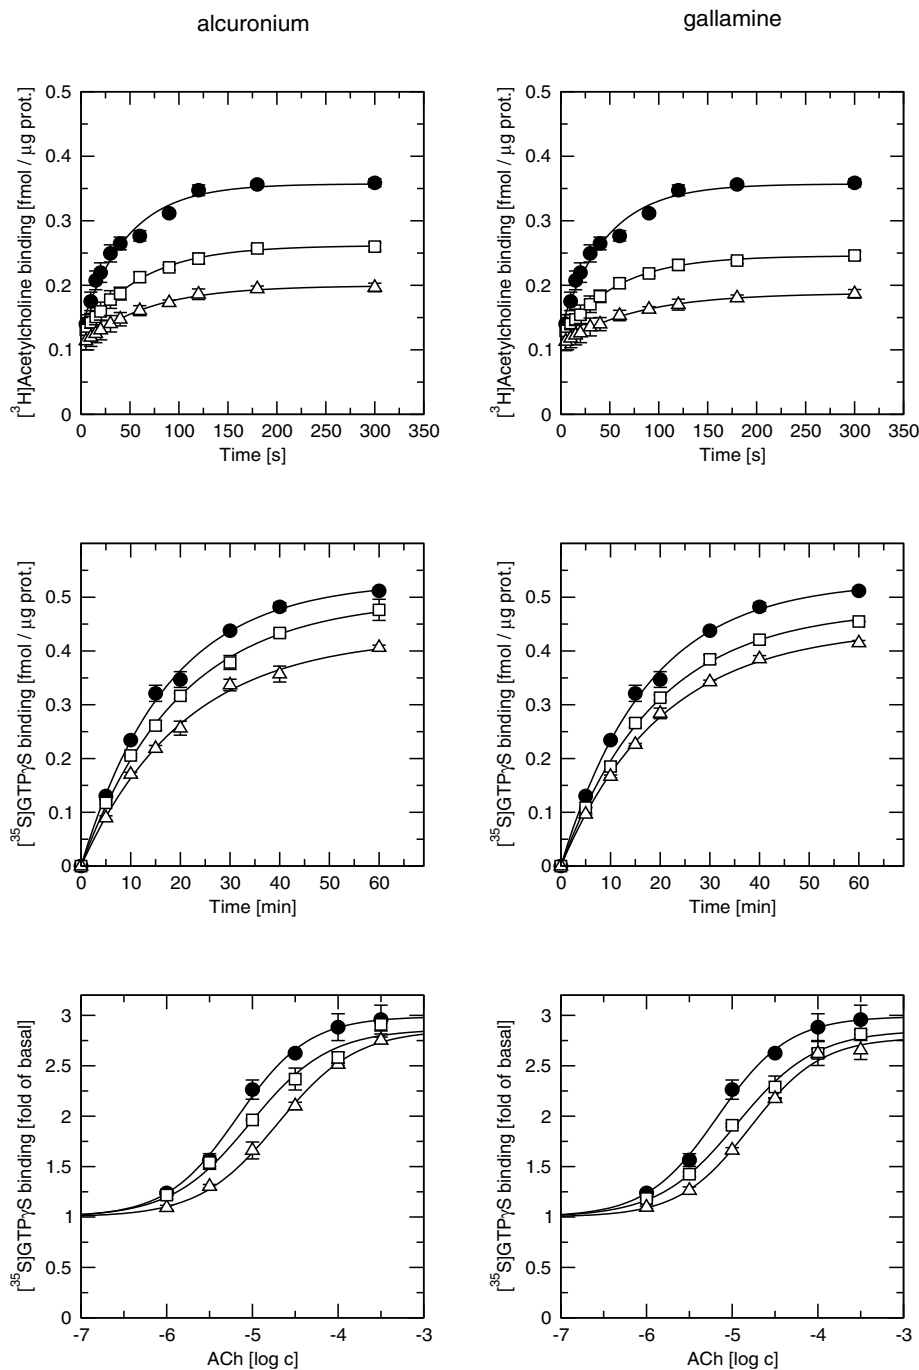 alcuronium
gallamine
[³H]Acetylcholine binding [fmol / µg prot.]
0.5
0.4
0.3
0.2
0.1
0
0 50 100 150 200 250 300 350
Time [s]
[³H]Acetylcholine binding [fmol / µg prot.]
0.5
0.4
0.3
0.2
0.1
0
0 50 100 150 200 250 300 350
Time [s]
[³⁵S]GTPγS binding [fmol / µg prot.]
0.5
0.4
0.3
0.2
0.1
0
0 10 20 30 40 50 60
Time [min]
[³⁵S]GTPγS binding [fmol / µg prot.]
0.5
0.4
0.3
0.2
0.1
0
0 10 20 30 40 50 60
Time [min]
[³⁵S]GTPγS binding [fold of basal]
3
2.5
2
1.5
1
0.5
0
-7 -6 -5 -4 -3
ACh [log c]
[³⁵S]GTPγS binding [fold of basal]
3
2.5
2
1.5
1
0.5
0
-7 -6 -5 -4 -3
ACh [log c]